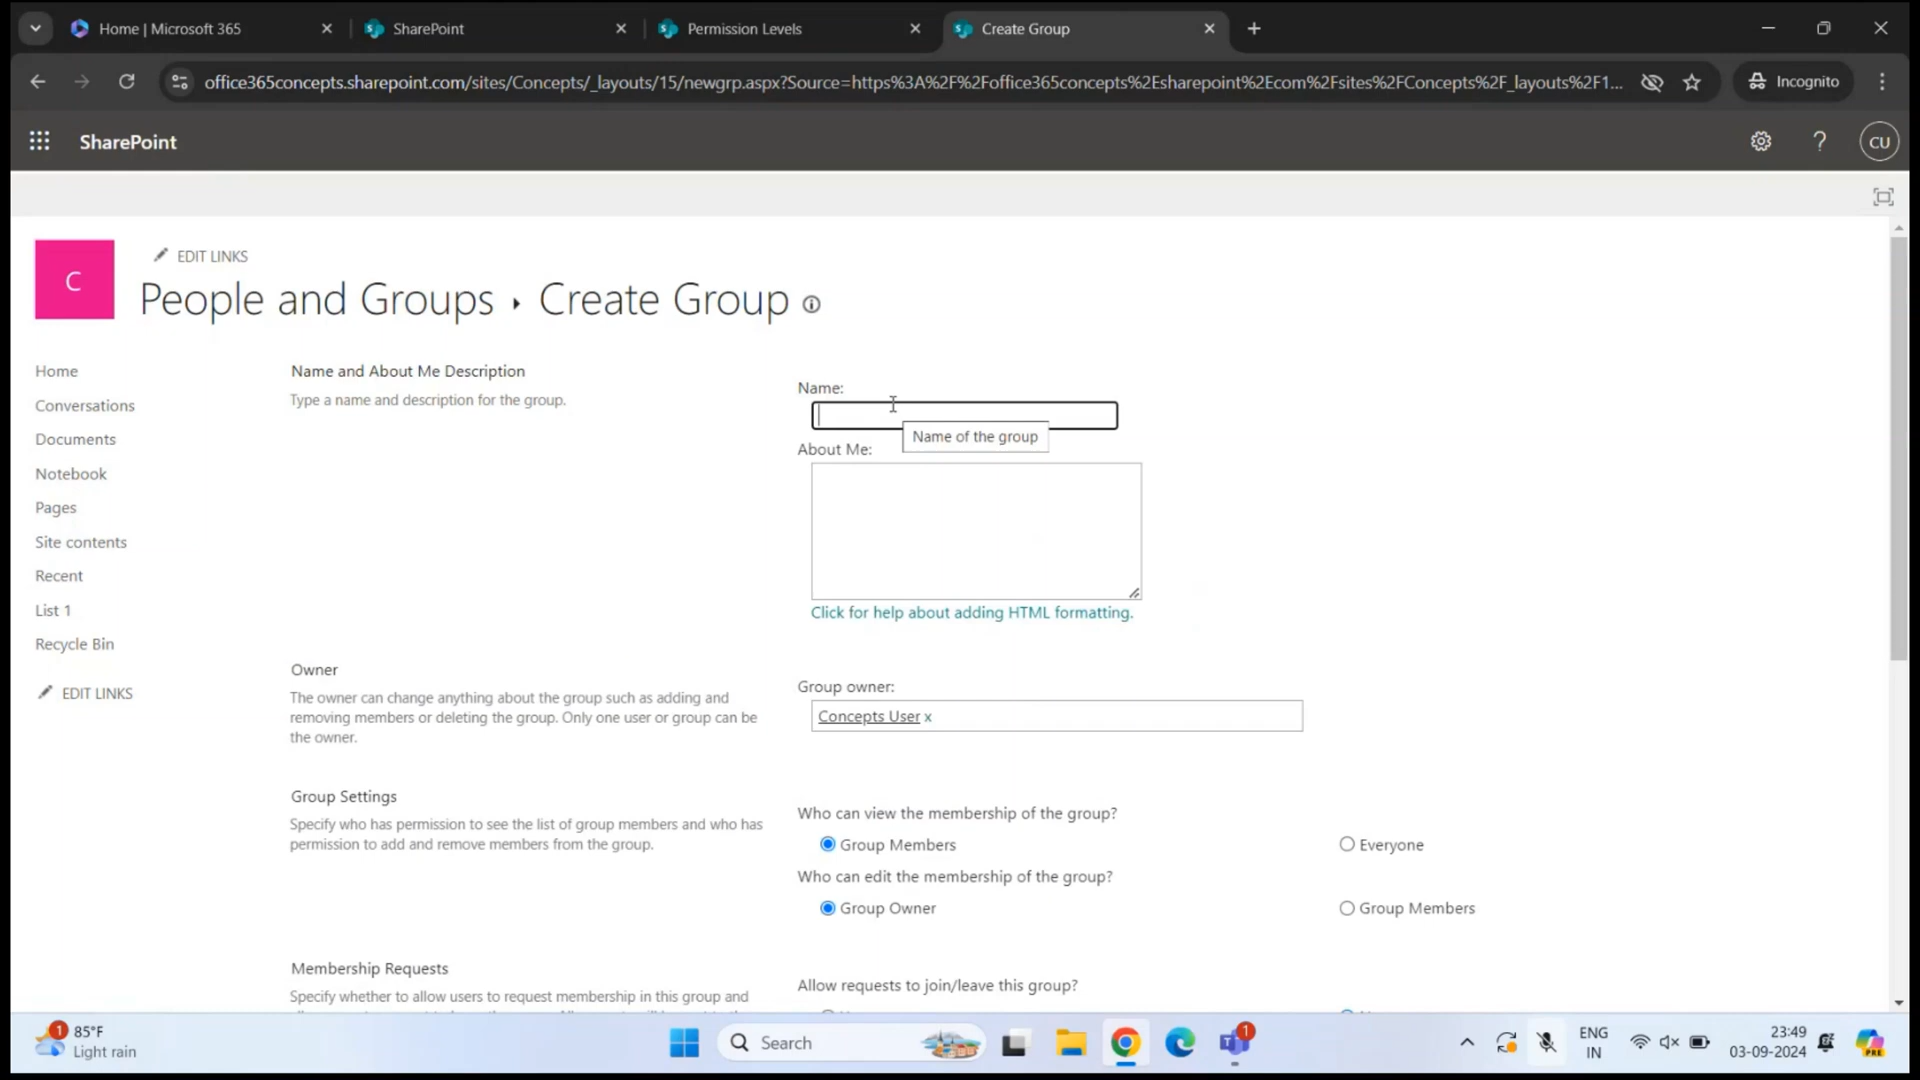 Home | Microsoft 365
SharePoint
Permission Levels
Create Group
office365concepts.sharepoint.com/sites/Concepts/_layouts/15/newgrp.aspx?Source=https%3A%2F%2Foffice365concepts%2Esharepoint%2Ecom%2Fsites%2FConcepts%2F_layouts%2F1...
Incognito
SharePoint
?
CU
C
EDIT LINKS
People and Groups ▸ Create Group
Home
Conversations
Documents
Notebook
Pages
Site contents
Recent
List 1
Recycle Bin
EDIT LINKS
Name and About Me Description
Type a name and description for the group.
Name:
Name of the group
About Me:
Click for help about adding HTML formatting.
Owner
The owner can change anything about the group such as adding and
removing members or deleting the group. Only one user or group can be
the owner.
Group owner:
Concepts User x
Group Settings
Specify who has permission to see the list of group members and who has
permission to add and remove members from the group.
Who can view the membership of the group?
Group Members
Everyone
Who can edit the membership of the group?
Group Owner
Group Members
Membership Requests
Specify whether to allow users to request membership in this group and
Allow requests to join/leave this group?
1
85°F
Light rain
Search
1
ENG
IN
23:49
03-09-2024
PRE